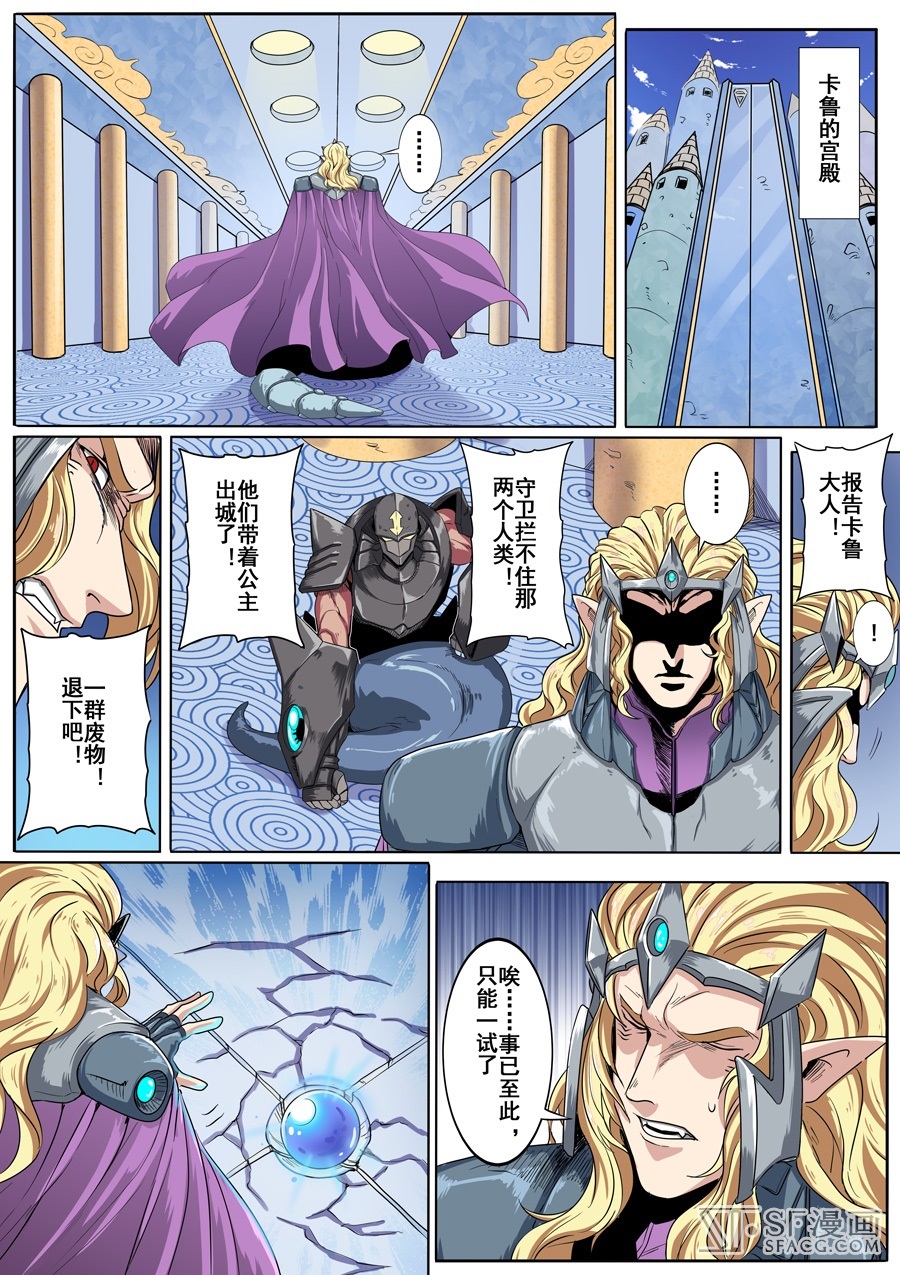 卡鲁的宫殿
……
报告卡鲁
大人！
！
……
守卫拦不住那
两个人类！
他们带着公主
出城了！
一群废物！
退下吧！
唉……事已至此，
只能一试了
SF漫画
SFACG.COM